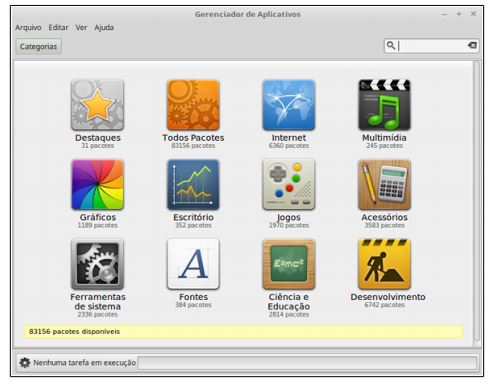 Gerenciador de Aplicativos
Arquivo Editar Ver Ajuda
Categorias
Destaques
31 pacotes
Todos Pacotes
83156 pacotes
Internet
6360 pacotes
Multimídia
245 pacotes
Gráficos
1189 pacotes
Escritório
352 pacotes
Jogos
1970 pacotes
Acessórios
3583 pacotes
Ferramentas
de sistema
2336 pacotes
A
Fontes
384 pacotes
E=mc²
Ciência e
Educação
2814 pacotes
Desenvolvimento
6742 pacotes
83156 pacotes disponíveis
Nenhuma tarefa em execução